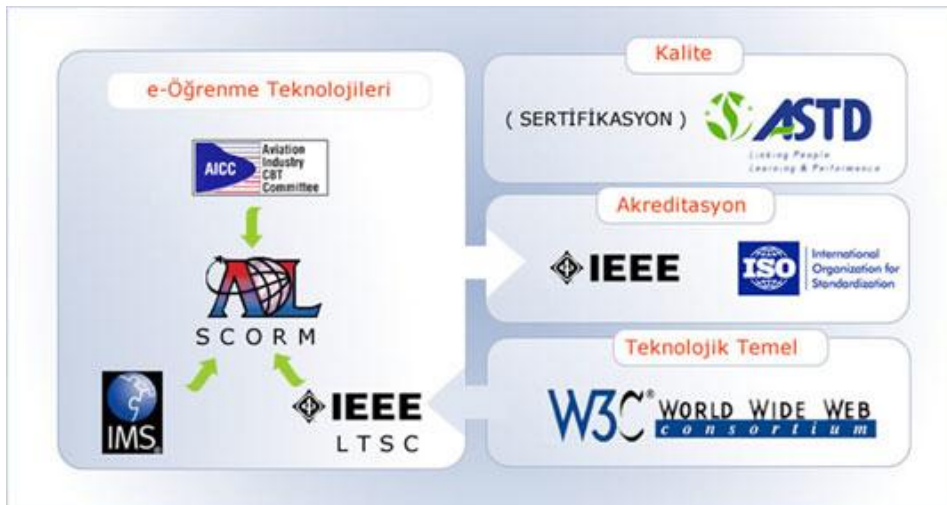 e-Öğrenme Teknolojileri
AICC
Aviation
Industry
CBT
Committee
ADL
SCORM
IMS
IEEE
LTSC
Kalite
( SERTİFİKASYON ) ASTD
Linking People
Learning & Performance
Akreditasyon
IEEE
ISO
International
Organization for
Standardization
Teknolojik Temel
W3C® WORLD WIDE WEB
consortium